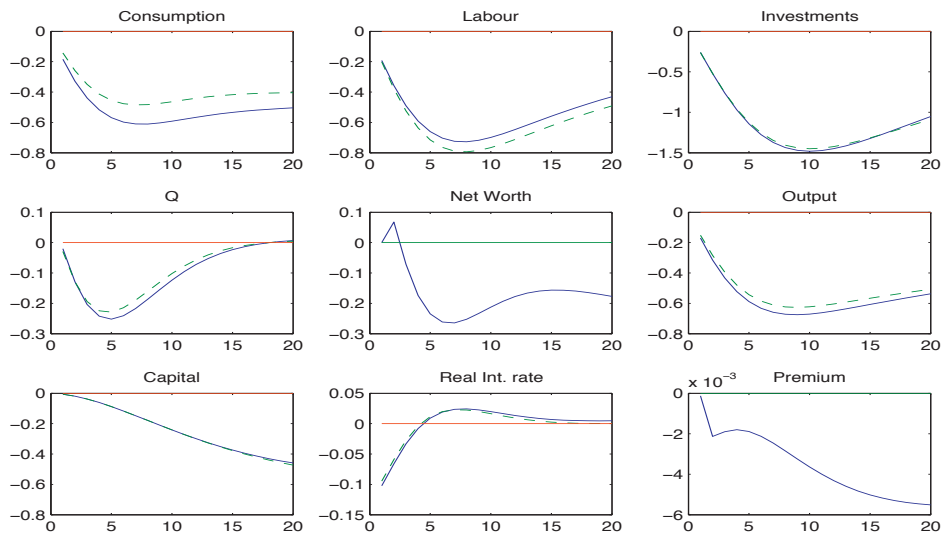 Consumption
Labour
Investments
0
−0.2
−0.4
−0.6
−0.8
0 5 10 15 20
0
−0.2
−0.4
−0.6
−0.8
0 5 10 15 20
0
−0.5
−1
−1.5
0 5 10 15 20
Q
Net Worth
Output
0.1
0
−0.1
−0.2
−0.3
0 5 10 15 20
0.1
0
−0.1
−0.2
−0.3
0 5 10 15 20
0
−0.2
−0.4
−0.6
−0.8
0 5 10 15 20
Capital
Real Int. rate
Premium
0
−0.2
−0.4
−0.6
−0.8
0 5 10 15 20
0.05
0
−0.05
−0.1
−0.15
0 5 10 15 20
x 10⁻³
0
−2
−4
−6
0 5 10 15 20